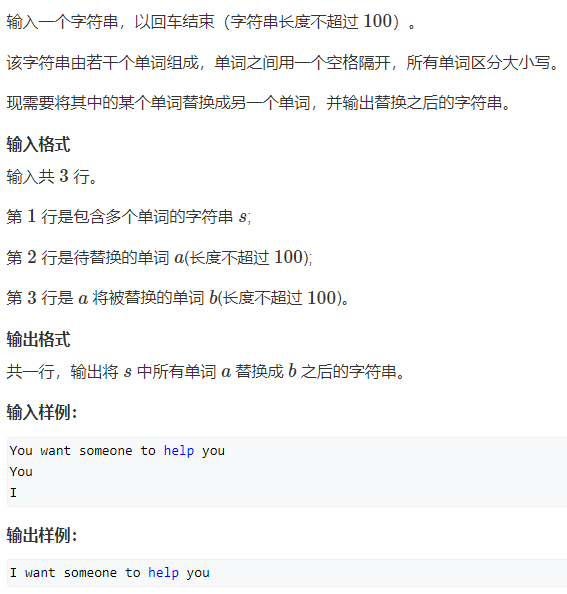 输入一个字符串，以回车结束（字符串长度不超过 100）。
该字符串由若干个单词组成，单词之间用一个空格隔开，所有单词区分大小写。
现需要将其中的某个单词替换成另一个单词，并输出替换之后的字符串。
输入格式
输入共 3 行。
第 1 行是包含多个单词的字符串 s;
第 2 行是待替换的单词 a(长度不超过 100);
第 3 行是 a 将被替换的单词 b(长度不超过 100)。
输出格式
共一行，输出将 s 中所有单词 a 替换成 b 之后的字符串。
输入样例：
You want someone to help you
You
I
输出样例：
I want someone to help you